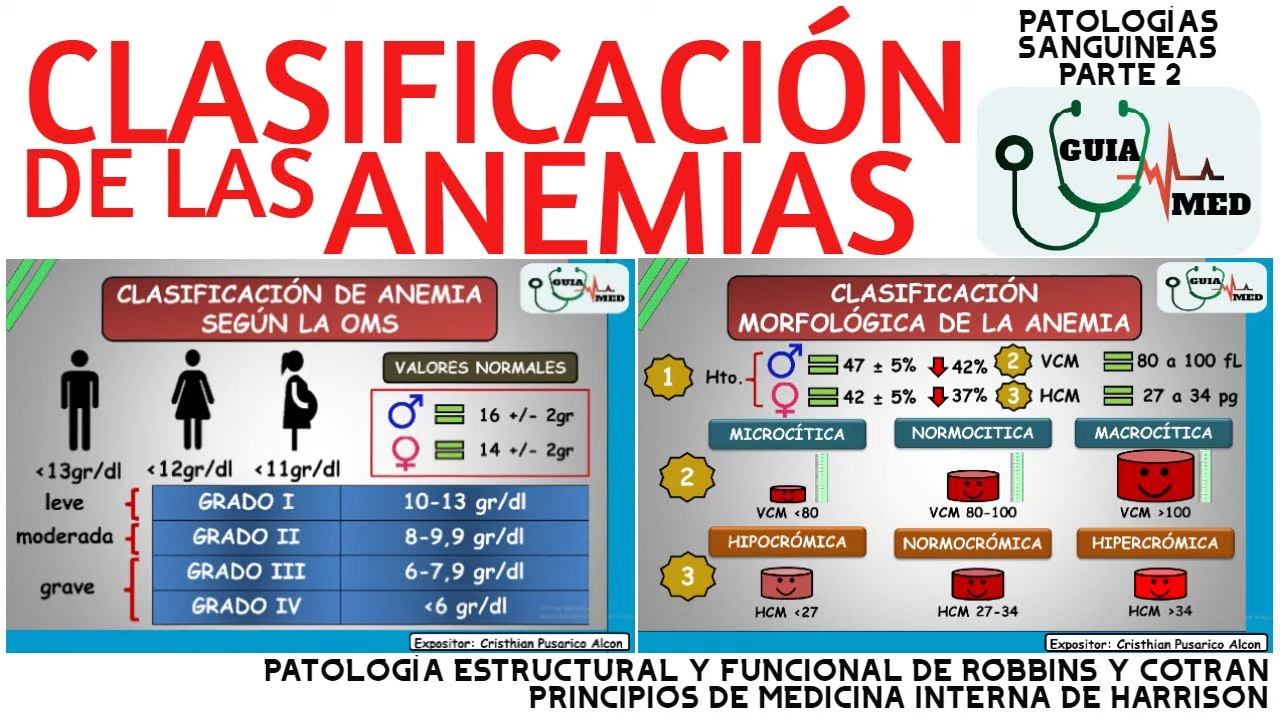 CLASIFICACIÓN
DE LAS ANEMIAS
PATOLOGÍAS
SANGUINEAS
PARTE 2
GUIA
MED
CLASIFICACIÓN DE ANEMIA
SEGÚN LA OMS
GUIA
MED
VALORES NORMALES
♂ = 16 +/- 2gr
♀ = 14 +/- 2gr
<13gr/dl <12gr/dl <11gr/dl
leve GRADO I 10-13 gr/dl
moderada GRADO II 8-9,9 gr/dl
grave GRADO III 6-7,9 gr/dl
GRADO IV <6 gr/dl
Expositor: Cristhian Pusarico Alcon
CLASIFICACIÓN
MORFOLÓGICA DE LA ANEMIA
GUIA
MED
1 Hto. ♂ = 47 ± 5% 42% 2 VCM = 80 a 100 fL
♀ = 42 ± 5% 37% 3 HCM = 27 a 34 pg
MICROCÍTICA NORMOCITICA MACROCÍTICA
2
VCM <80 VCM 80-100 VCM >100
HIPOCRÓMICA NORMOCRÓMICA HIPERCRÓMICA
3
HCM <27 HCM 27-34 HCM >34
Expositor: Cristhian Pusarico Alcon
PATOLOGÍA ESTRUCTURAL Y FUNCIONAL DE ROBBINS Y COTRAN
PRINCIPIOS DE MEDICINA INTERNA DE HARRISON